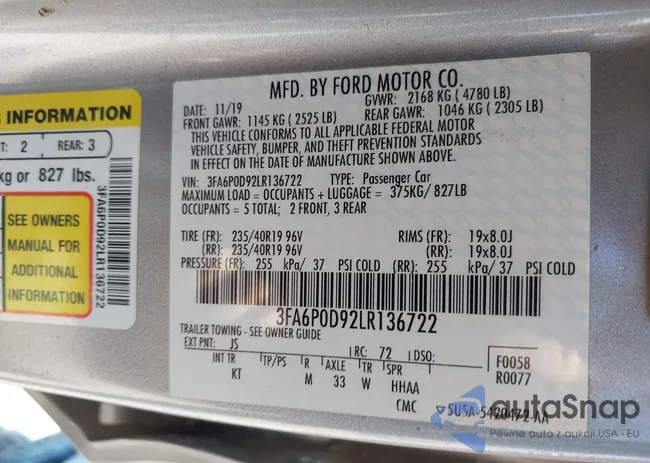 G INFORMATION
T: 2 REAR: 3
kg or 827 lbs.
SEE OWNERS
MANUAL FOR
ADDITIONAL
INFORMATION
3FA6P0D92LR136722
MFD. BY FORD MOTOR CO.
DATE: 11/19 GVWR: 2168 KG ( 4780 LB)
FRONT GAWR: 1145 KG ( 2525 LB) REAR GAWR: 1046 KG ( 2305 LB)
THIS VEHICLE CONFORMS TO ALL APPLICABLE FEDERAL MOTOR
VEHICLE SAFETY, BUMPER, AND THEFT PREVENTION STANDARDS
IN EFFECT ON THE DATE OF MANUFACTURE SHOWN ABOVE.
VIN: 3FA6P0D92LR136722 TYPE: Passenger Car
MAXIMUM LOAD = OCCUPANTS + LUGGAGE = 375KG/ 827LB
OCCUPANTS = 5 TOTAL; 2 FRONT, 3 REAR
TIRE (FR): 235/40R19 96V RIMS (FR): 19x8.0J
(RR): 235/40R19 96V (RR): 19x8.0J
PRESSURE (FR): 255 kPa/ 37 PSI COLD (RR): 255 kPa/ 37 PSI COLD
3FA6P0D92LR136722
TRAILER TOWING - SEE OWNER GUIDE
EXT PNT: JS RC: 72 DSO:
INT TR TP/PS R AXLE TR SPR
KT M 33 W HHAA
F0058
R0077
CMC 5U5A-5420472-AA
autoSnap
Pewne auta z aukcji USA i EU